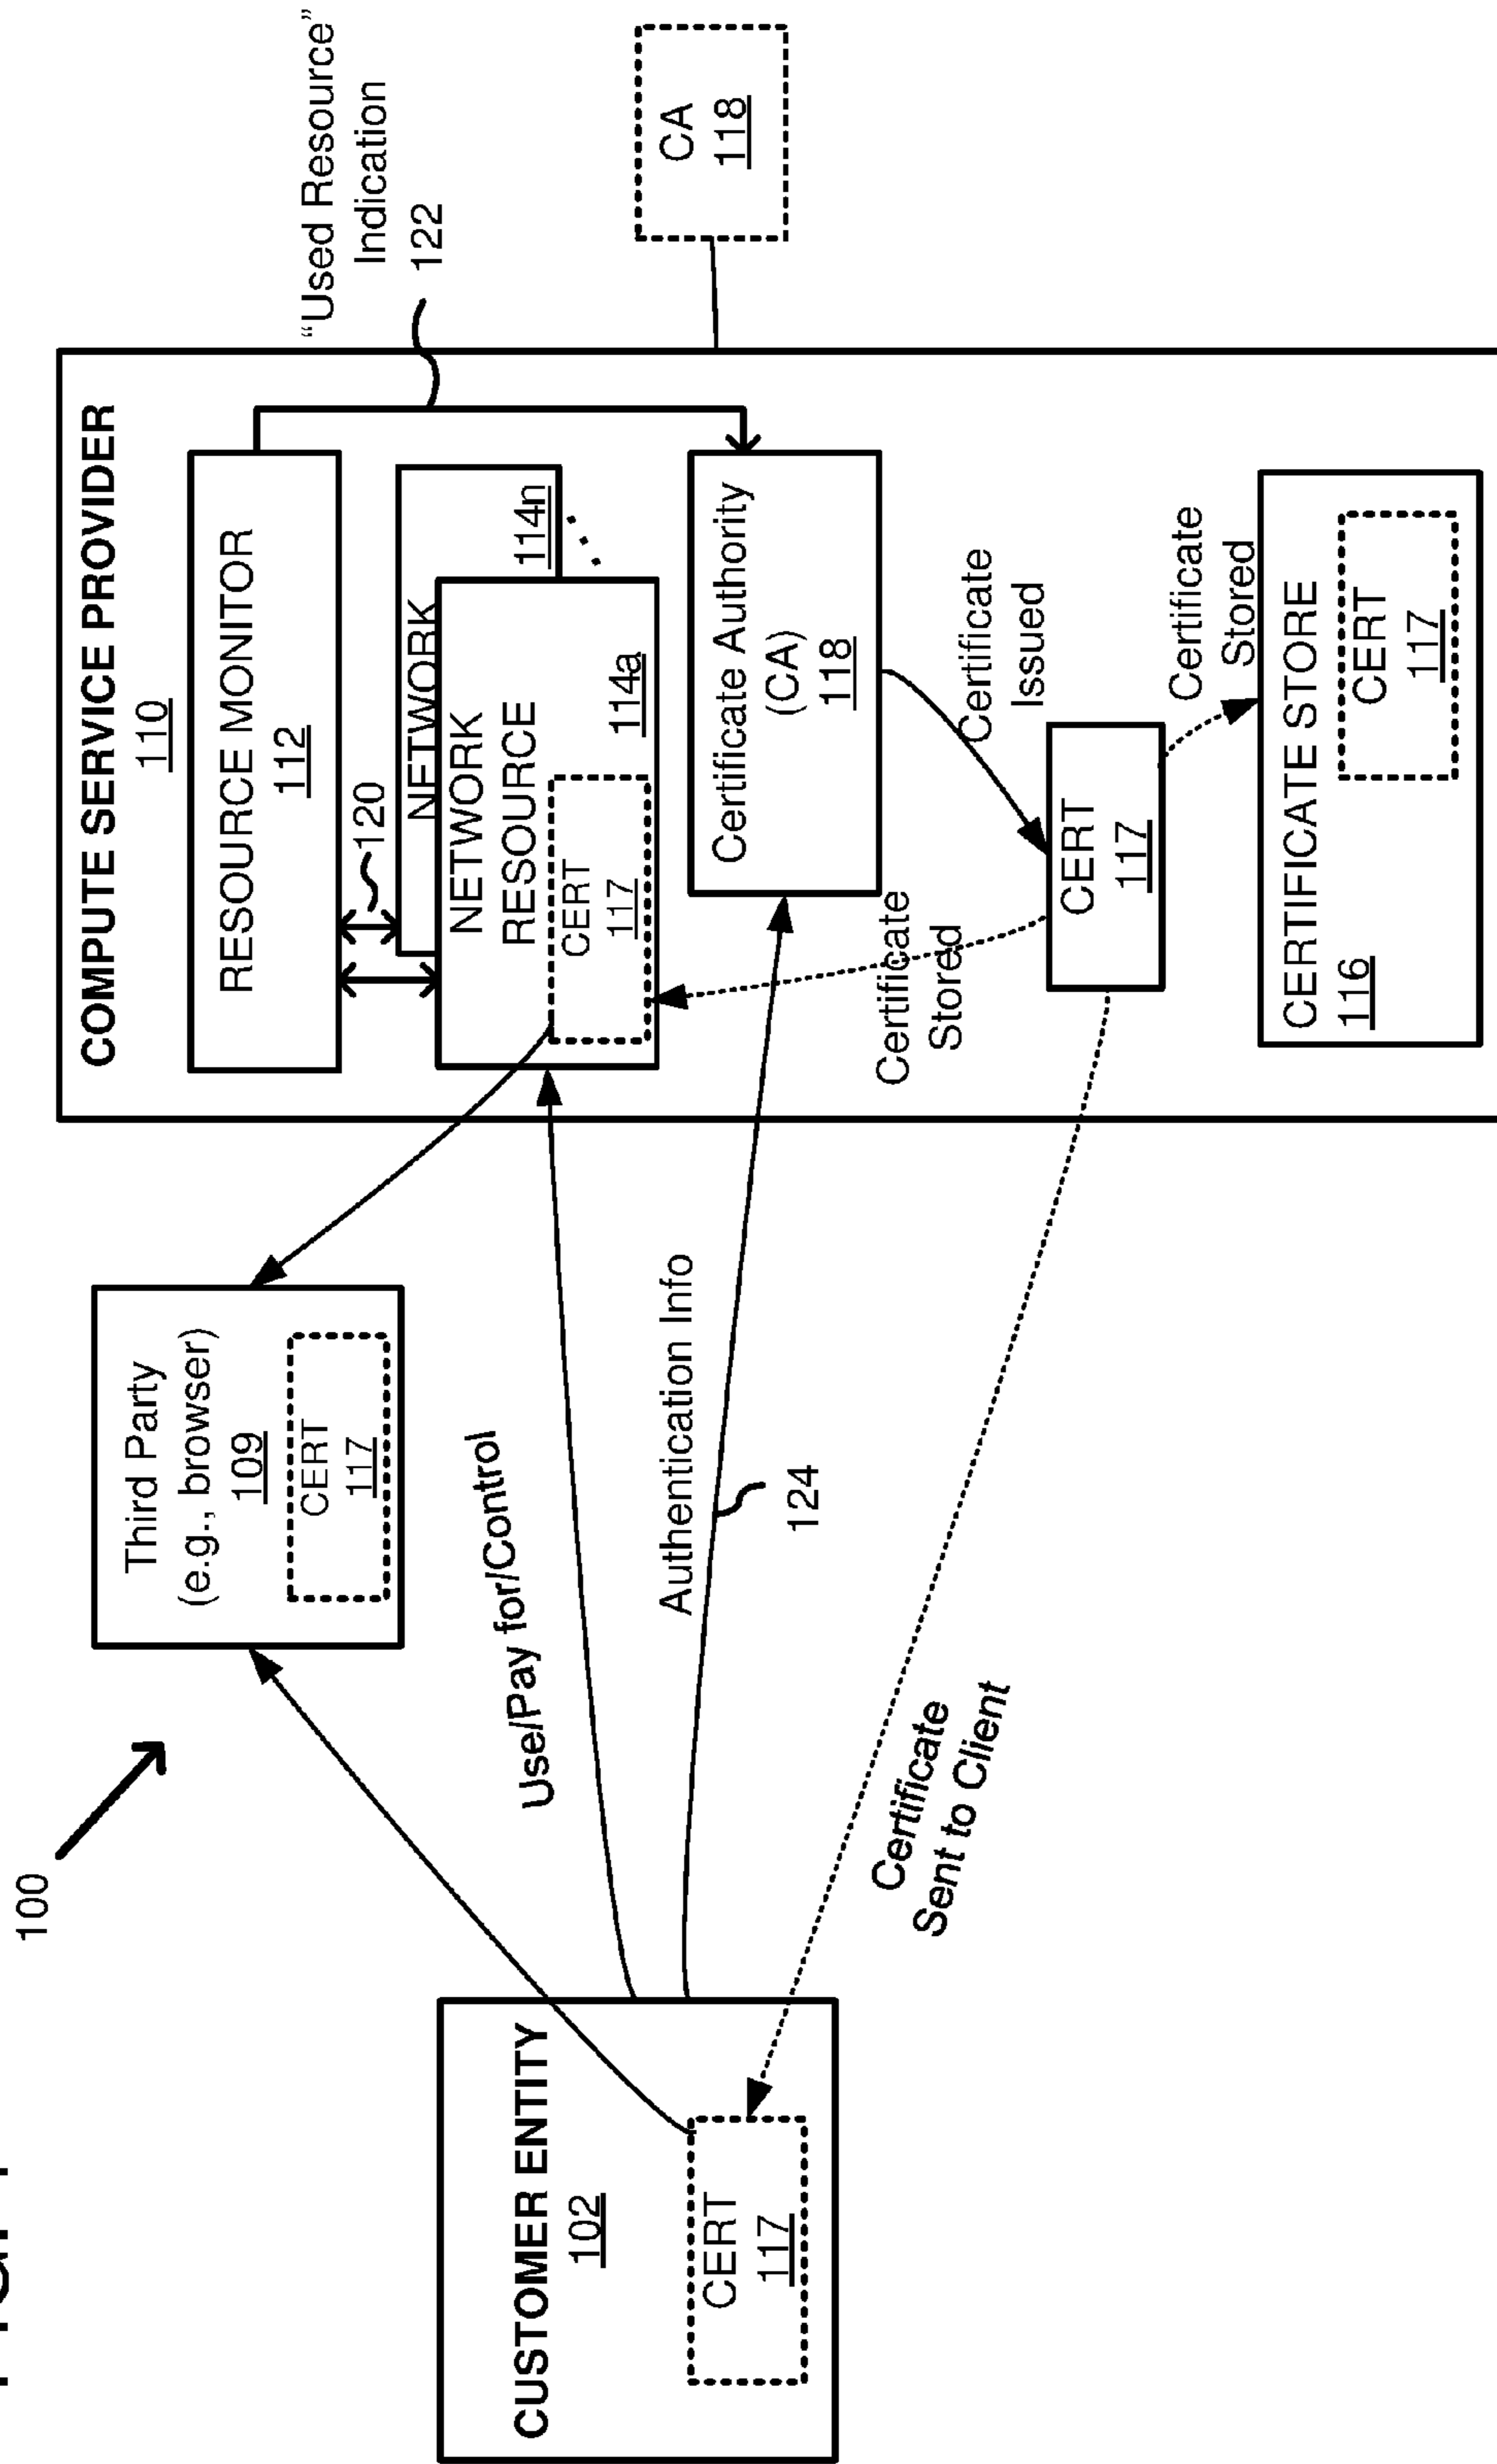 100
CUSTOMER ENTITY
102
CERT
117
Third Party
(e.g., browser)
109
CERT
117
Use/Pay for/Control
Authentication Info
124
Certificate
Sent to Client
COMPUTE SERVICE PROVIDER
110
RESOURCE MONITOR
112
120
NETWORK
114n
NETWORK
RESOURCE
114a
CERT
117
Certificate Authority
(CA)
118
Certificate
Stored
Certificate
Issued
CERT
117
Certificate
Stored
CERTIFICATE STORE
116
CERT
117
“Used Resource”
Indication
122
CA
118